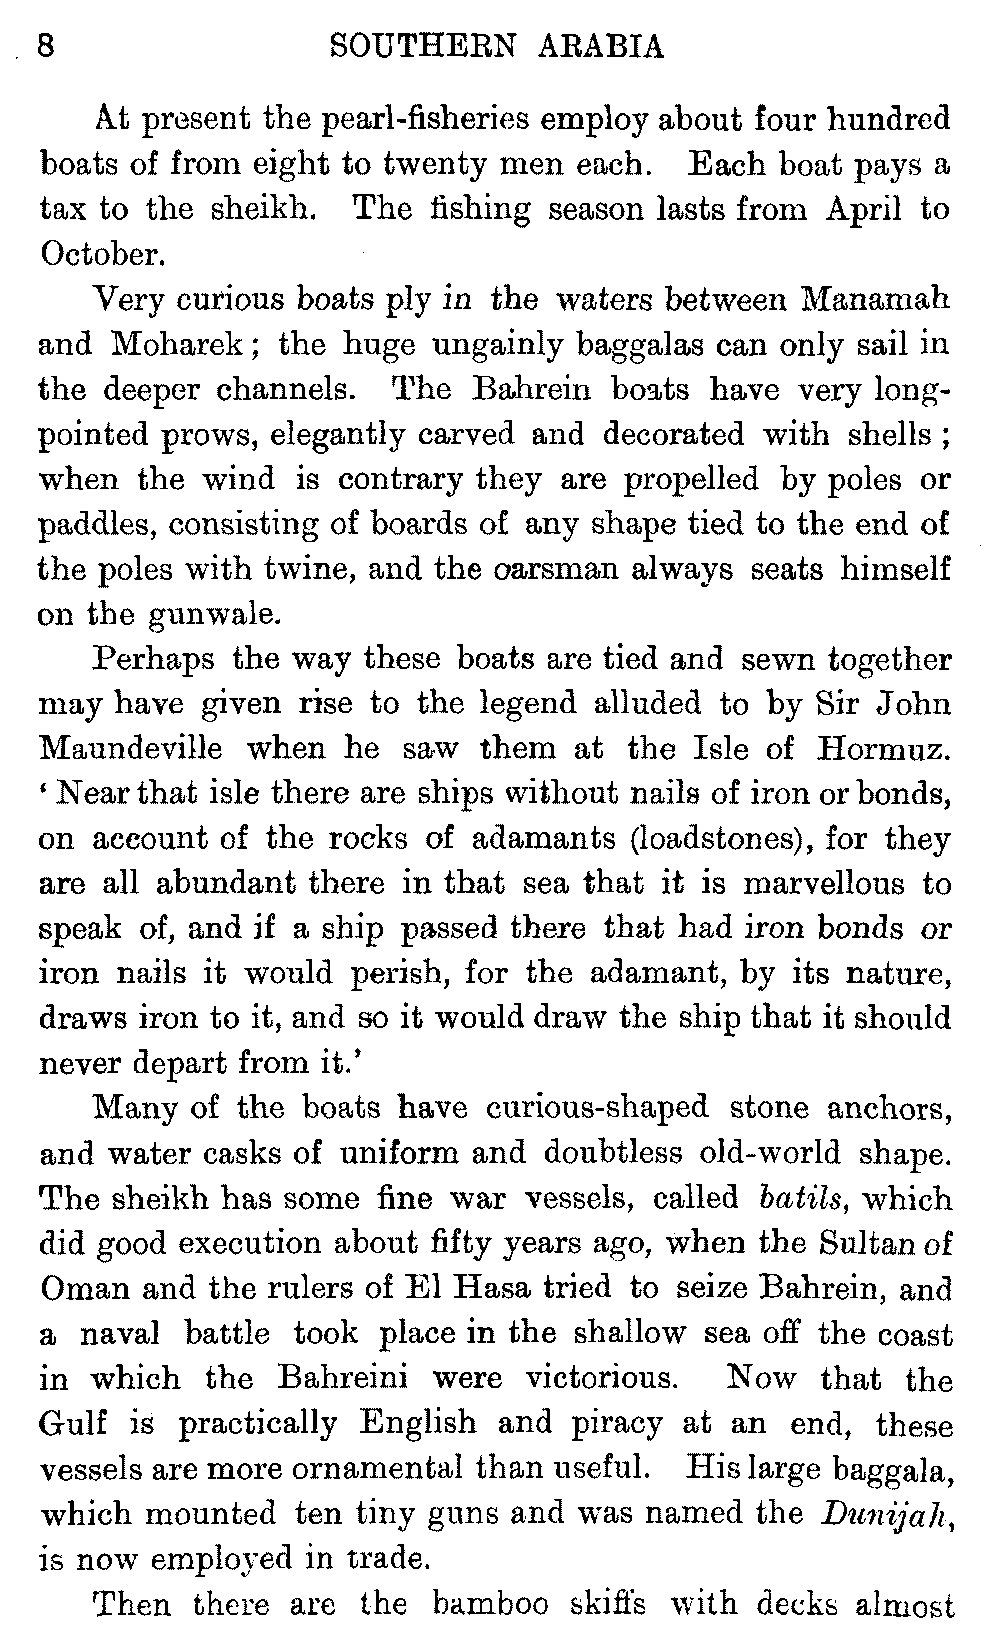 8 SOUTHERN ARABIA
At present the pearl-fisheries employ about four hundred
boats of from eight to twenty men each. Each boat pays a
tax to the sheikh. The fishing season lasts from April to
October.
Very curious boats ply in the waters between Manamah
and Moharek; the huge ungainly baggalas can only sail in
the deeper channels. The Bahrein boats have very long-
pointed prows, elegantly carved and decorated with shells;
when the wind is contrary they are propelled by poles or
paddles, consisting of boards of any shape tied to the end of
the poles with twine, and the oarsman always seats himself
on the gunwale.
Perhaps the way these boats are tied and sewn together
may have given rise to the legend alluded to by Sir John
Maundeville when he saw them at the Isle of Hormuz.
‘Near that isle there are ships without nails of iron or bonds,
on account of the rocks of adamants (loadstones), for they
are all abundant there in that sea that it is marvellous to
speak of, and if a ship passed there that had iron bonds or
iron nails it would perish, for the adamant, by its nature,
draws iron to it, and so it would draw the ship that it should
never depart from it.’
Many of the boats have curious-shaped stone anchors,
and water casks of uniform and doubtless old-world shape.
The sheikh has some fine war vessels, called batils, which
did good execution about fifty years ago, when the Sultan of
Oman and the rulers of El Hasa tried to seize Bahrein, and
a naval battle took place in the shallow sea off the coast
in which the Bahreini were victorious. Now that the
Gulf is practically English and piracy at an end, these
vessels are more ornamental than useful. His large baggala,
which mounted ten tiny guns and was named the Dunijah,
is now employed in trade.
Then there are the bamboo skiffs with decks almost